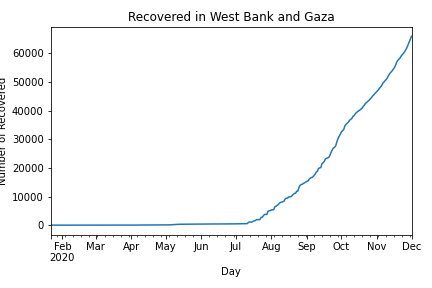 Recovered in West Bank and Gaza
Number of Recovered
60000
50000
40000
30000
20000
10000
0
Feb Mar Apr May Jun Jul Aug Sep Oct Nov Dec
2020
Day